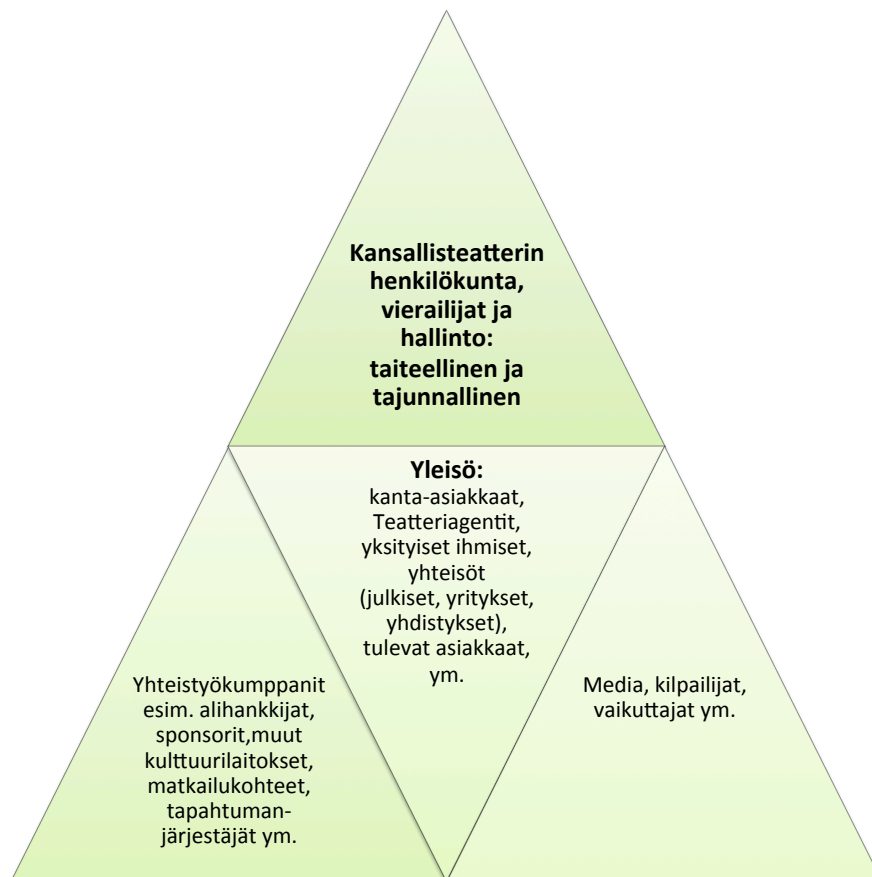 Kansallisteatterin
henkilökunta,
vierailijat ja
hallinto:
taiteellinen ja
tajunnallinen
Yleisö:
kanta-asiakkaat,
Teatteriagentit,
yksityiset ihmiset,
yhteisöt
(julkiset, yritykset,
yhdistykset),
tulevat asiakkaat,
ym.
Yhteistyökumppanit
esim. alihankkijat,
sponsorit,muut
kulttuurilaitokset,
matkailukohteet,
tapahtuman-
järjestäjät ym.
Media, kilpailijat,
vaikuttajat ym.